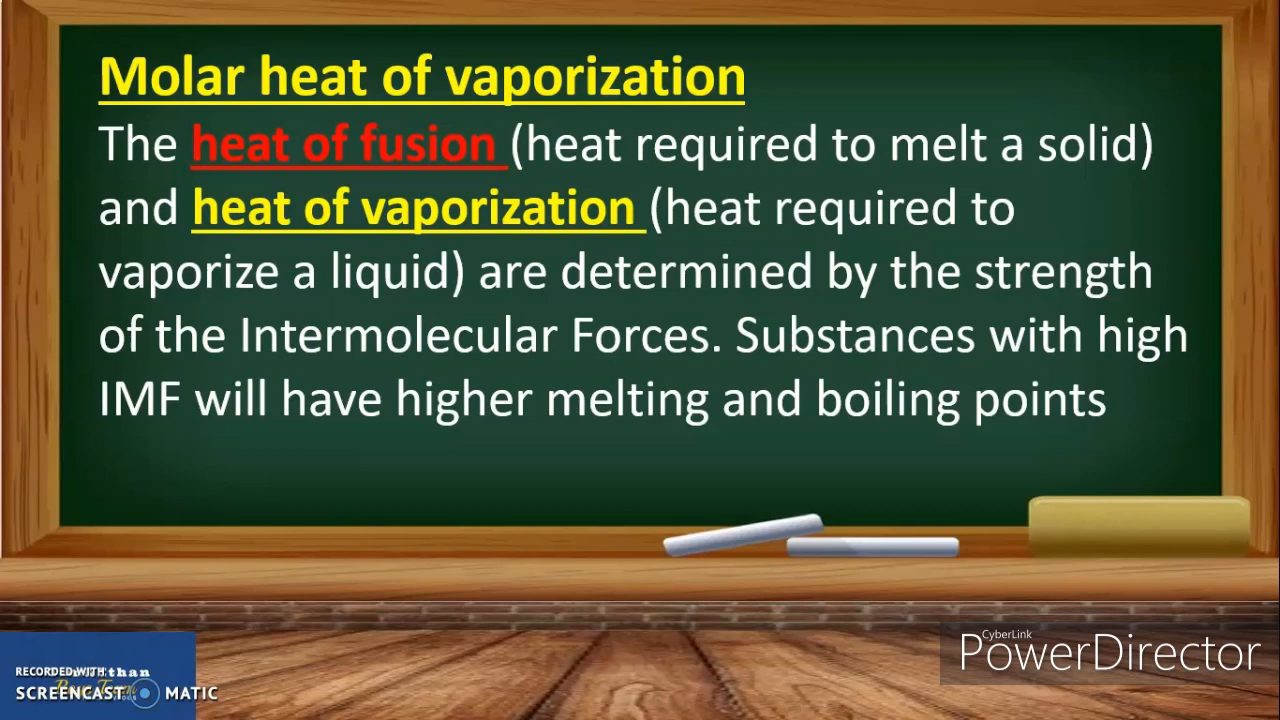 Molar heat of vaporization
The heat of fusion (heat required to melt a solid)
and heat of vaporization (heat required to
vaporize a liquid) are determined by the strength
of the Intermolecular Forces. Substances with high
IMF will have higher melting and boiling points
RECORDED WITH
SCREENCAST MATIC
CyberLink
PowerDirector